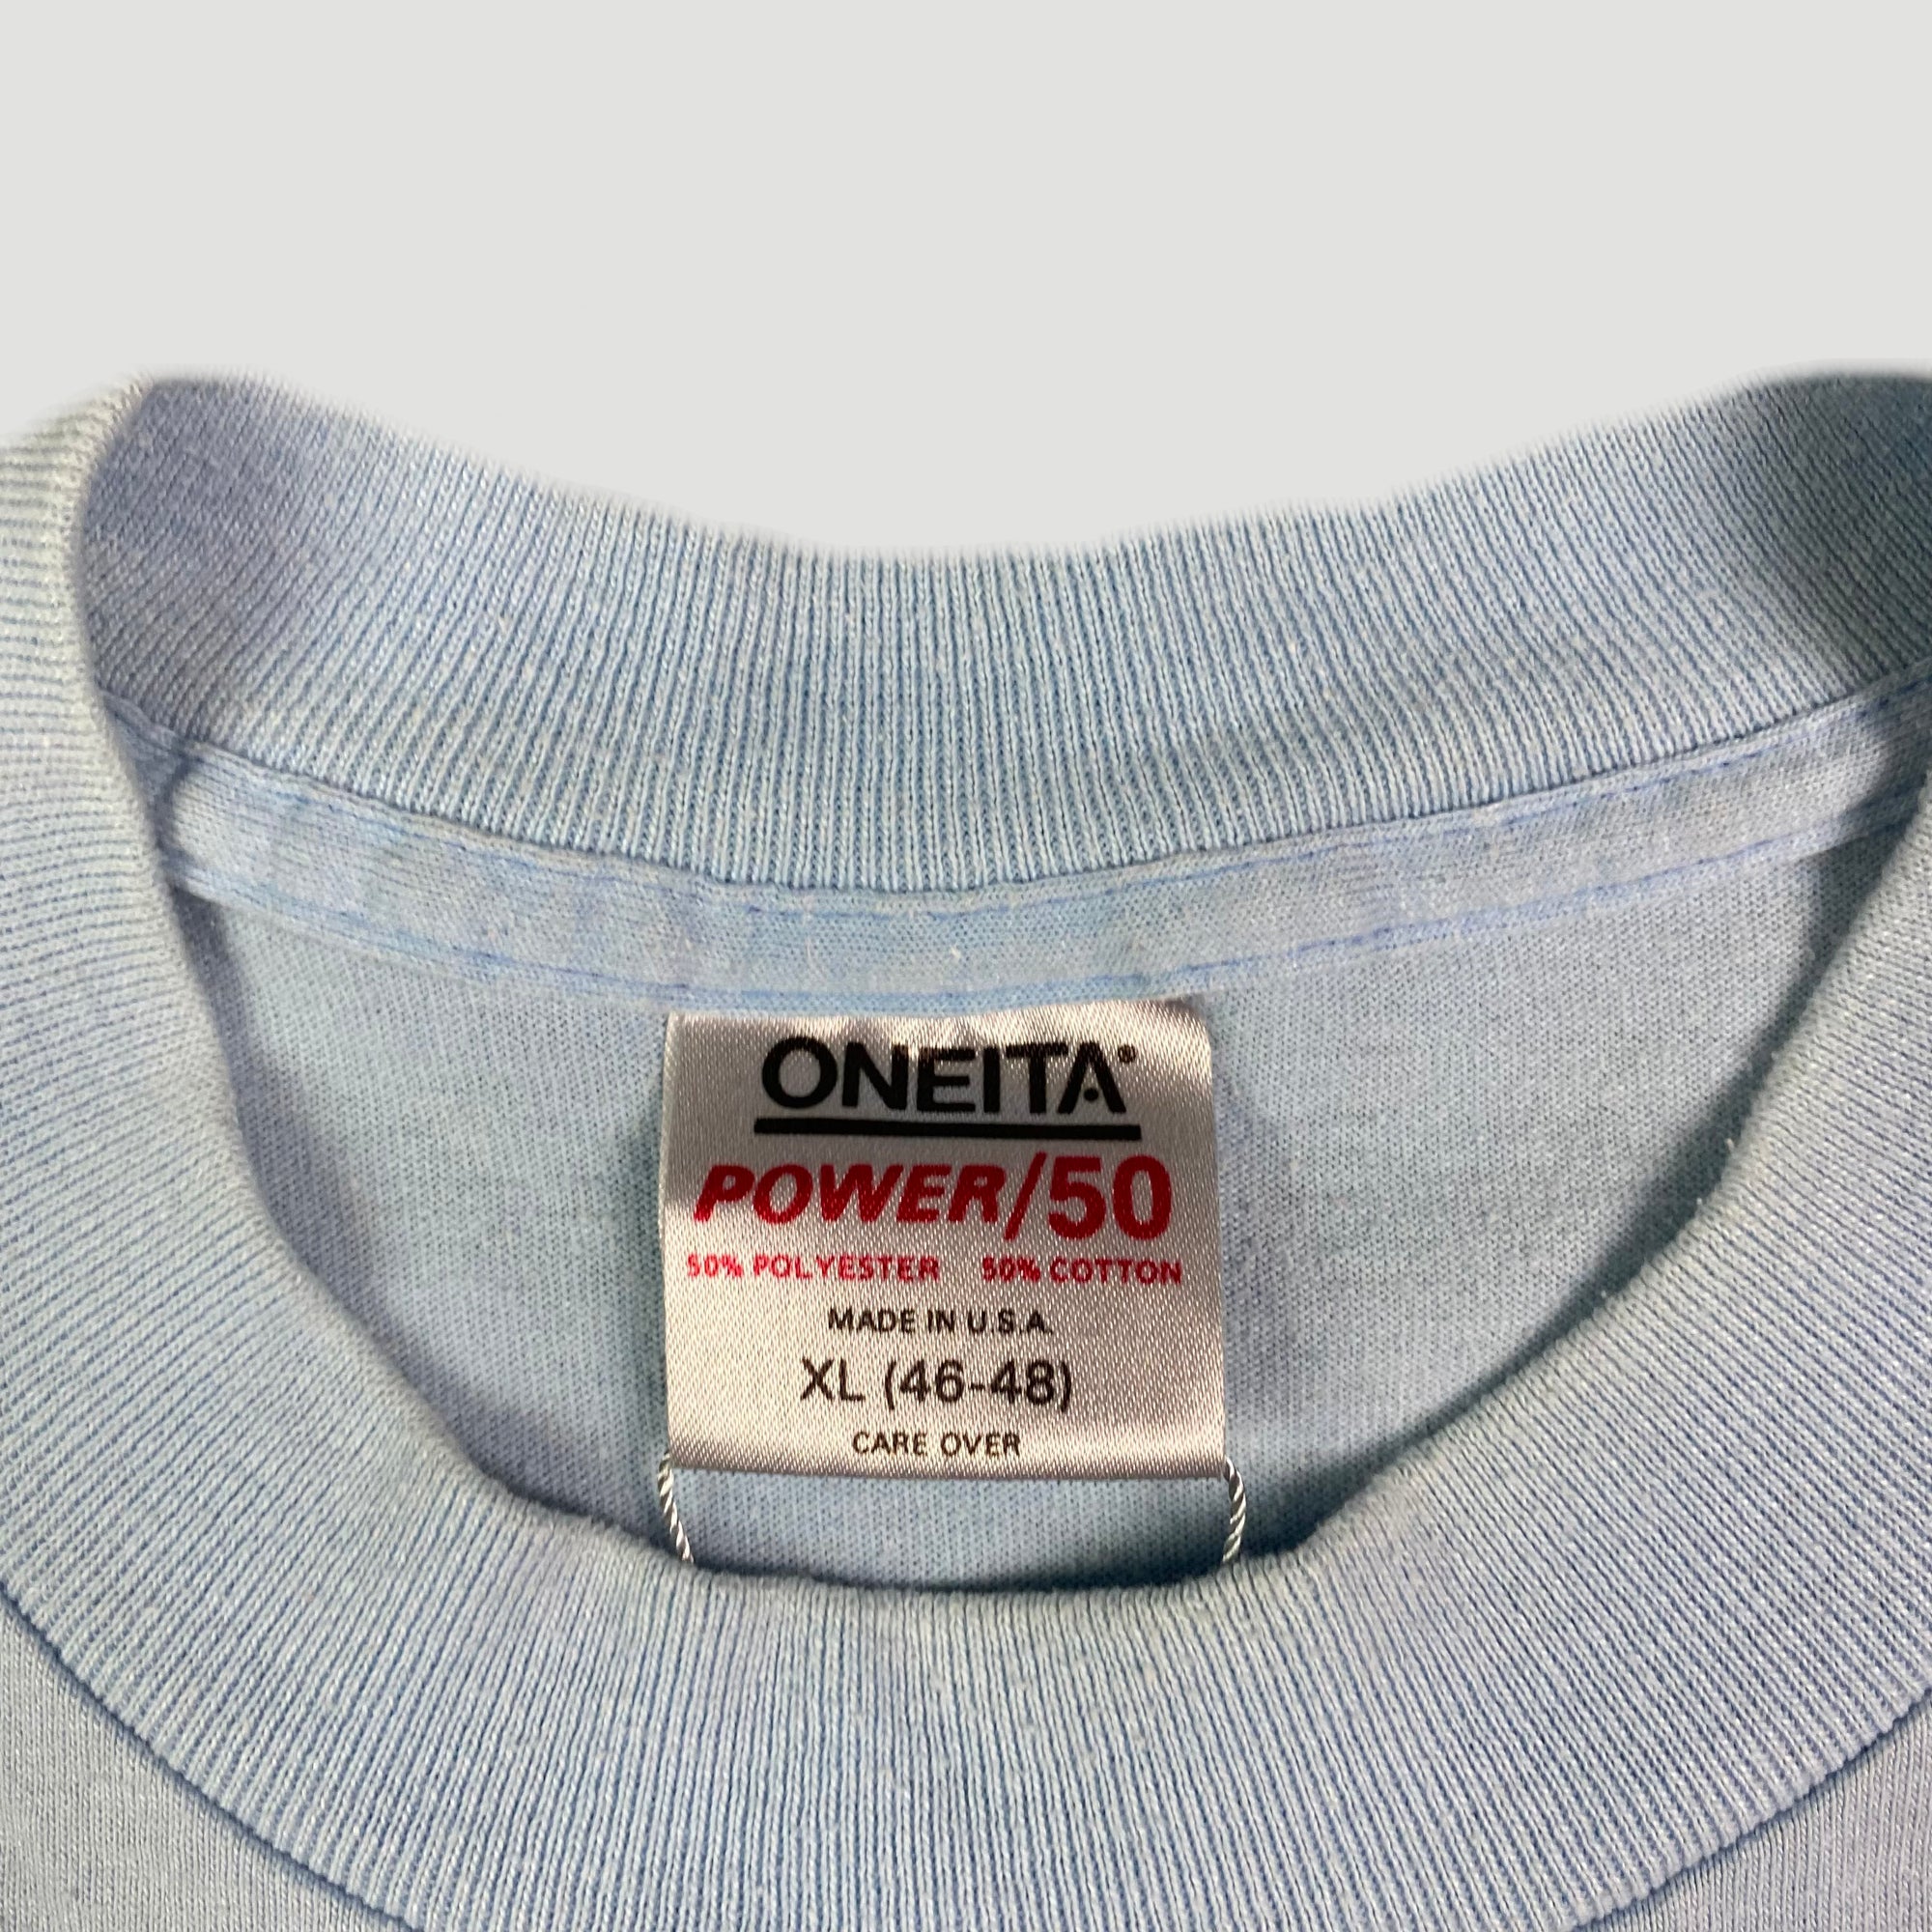 ONEITA®
POWER/50
50% POLYESTER 50% COTTON
MADE IN U.S.A.
XL (46-48)
CARE OVER